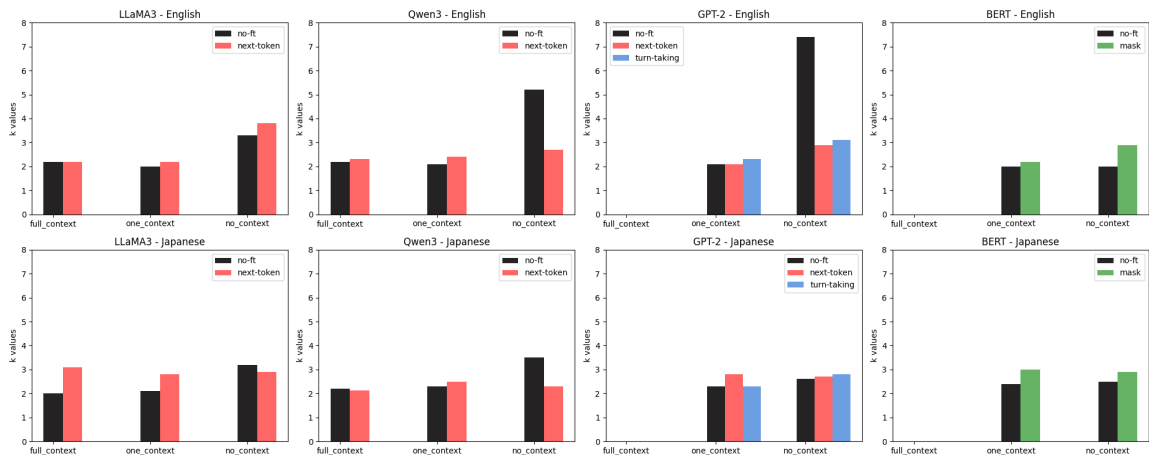 LLaMA3 - English
k values
8
7
6
5
4
3
2
1
0
no-ft
next-token
full_context
one_context
no_context
Qwen3 - English
k values
8
7
6
5
4
3
2
1
0
no-ft
next-token
full_context
one_context
no_context
GPT-2 - English
k values
8
7
6
5
4
3
2
1
0
no-ft
next-token
turn-taking
full_context
one_context
no_context
BERT - English
k values
8
7
6
5
4
3
2
1
0
no-ft
mask
full_context
one_context
no_context
LLaMA3 - Japanese
k values
8
7
6
5
4
3
2
1
0
no-ft
next-token
full_context
one_context
no_context
Qwen3 - Japanese
k values
8
7
6
5
4
3
2
1
0
no-ft
next-token
full_context
one_context
no_context
GPT-2 - Japanese
k values
8
7
6
5
4
3
2
1
0
no-ft
next-token
turn-taking
full_context
one_context
no_context
BERT - Japanese
k values
8
7
6
5
4
3
2
1
0
no-ft
mask
full_context
one_context
no_context